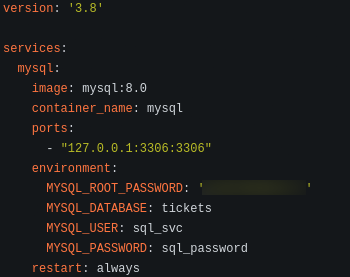 version: '3.8'
services:
mysql:
image: mysql:8.0
container_name: mysql
ports:
- "127.0.0.1:3306:3306"
environment:
MYSQL_ROOT_PASSWORD: ' '
MYSQL_DATABASE: tickets
MYSQL_USER: sql_svc
MYSQL_PASSWORD: sql_password
restart: always